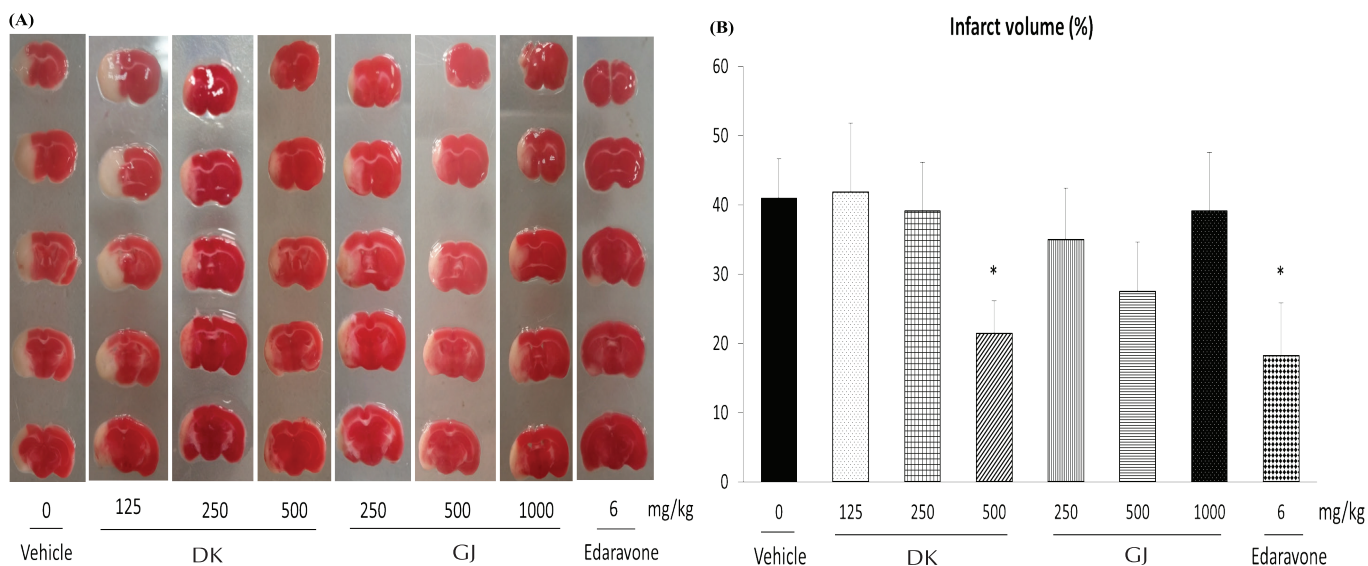 (A)
0 125 250 500 250 500 1000 6 mg/kg
Vehicle DK GJ Edaravone
(B)
Infarct volume (%)
60
50
40
30
20
10
0
* *
0 125 250 500 250 500 1000 6 mg/kg
Vehicle DK GJ Edaravone